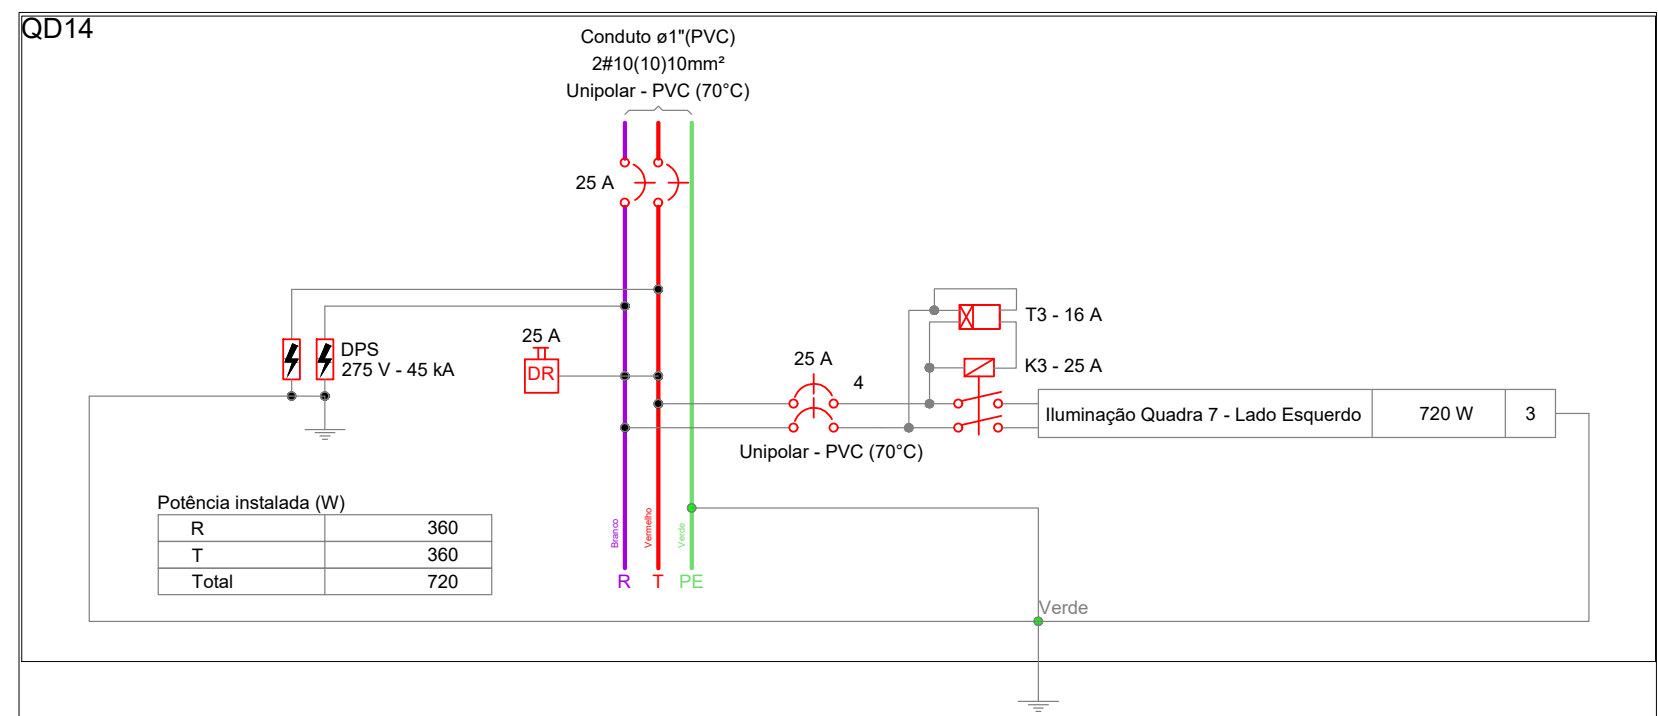 QD14
Conduto ø1"(PVC)
2#10(10)10mm²
Unipolar - PVC (70°C)
25 A
DPS
275 V - 45 kA
25 A
DR
25 A
4
Unipolar - PVC (70°C)
T3 - 16 A
K3 - 25 A
Iluminação Quadra 7 - Lado Esquerdo 720 W 3
Potência instalada (W)
R 360
T 360
Total 720
Branco
Vermelho
Verde
R T PE
Verde